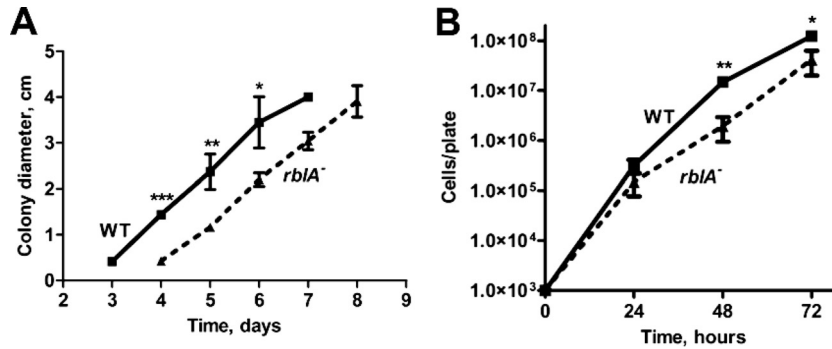 A
Colony diameter, cm
5
4
3
2
1
0
***
**
*
WT
rblA⁻
2 3 4 5 6 7 8 9
Time, days
B
Cells/plate
1.0×10⁸
1.0×10⁷
1.0×10⁶
1.0×10⁵
1.0×10⁴
1.0×10³
**
*
WT
rblA⁻
0 24 48 72
Time, hours